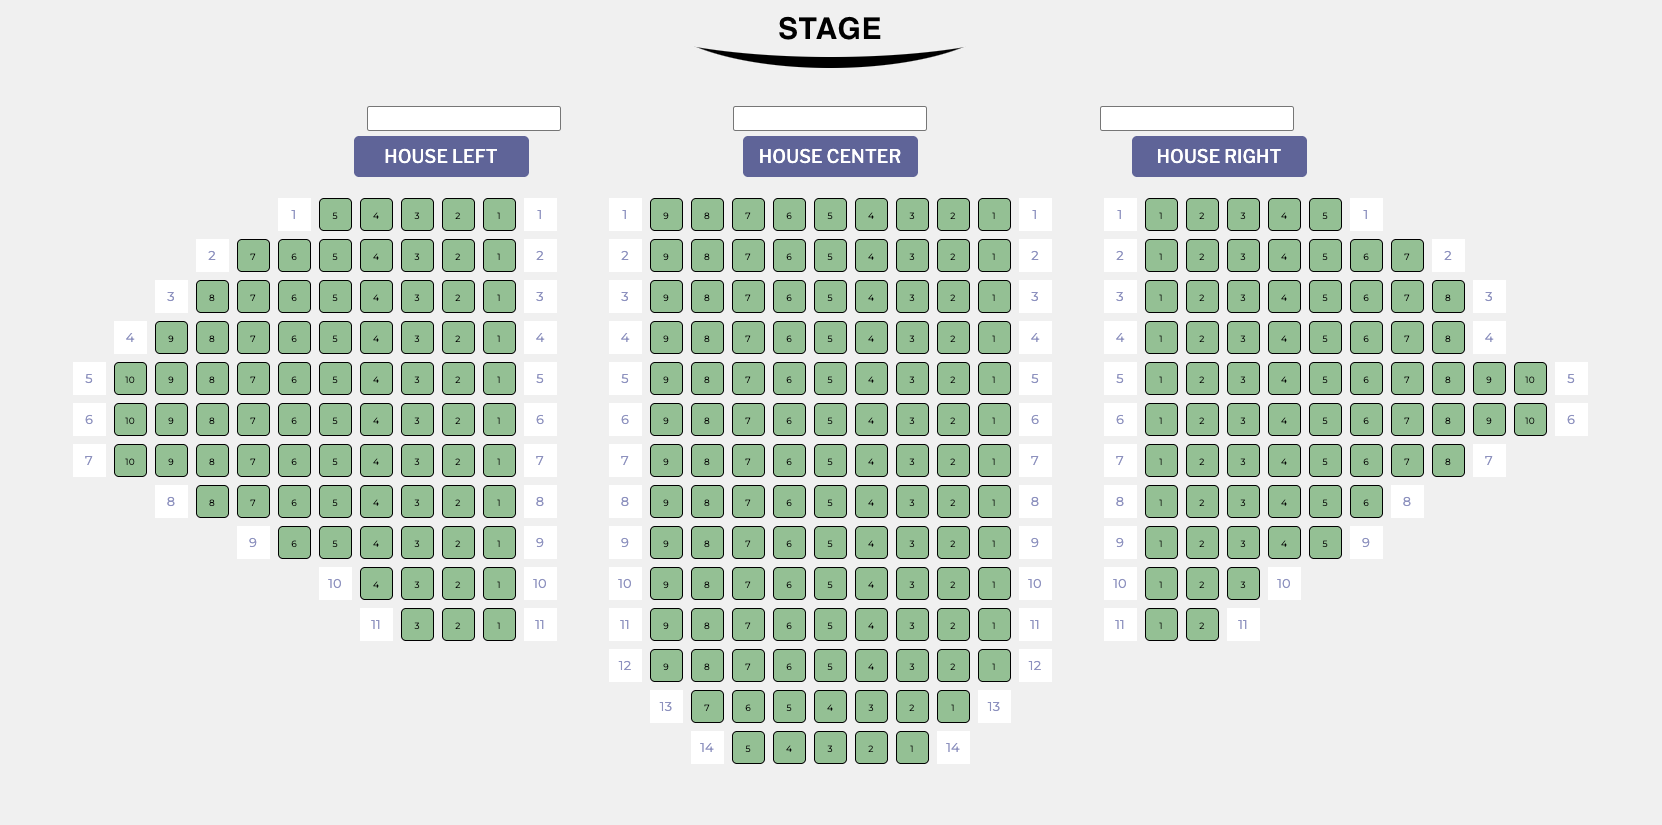 STAGE
HOUSE LEFT HOUSE CENTER HOUSE RIGHT
1 5 4 3 2 1 1 1 9 8 7 6 5 4 3 2 1 1 1 1 2 3 4 5 1
2 7 6 5 4 3 2 1 2 2 9 8 7 6 5 4 3 2 1 2 2 1 2 3 4 5 6 7 2
3 8 7 6 5 4 3 2 1 3 3 9 8 7 6 5 4 3 2 1 3 3 1 2 3 4 5 6 7 8 3
4 9 8 7 6 5 4 3 2 1 4 4 9 8 7 6 5 4 3 2 1 4 4 1 2 3 4 5 6 7 8 4
5 10 9 8 7 6 5 4 3 2 1 5 5 9 8 7 6 5 4 3 2 1 5 5 1 2 3 4 5 6 7 8 9 10 5
6 10 9 8 7 6 5 4 3 2 1 6 6 9 8 7 6 5 4 3 2 1 6 6 1 2 3 4 5 6 7 8 9 10 6
7 10 9 8 7 6 5 4 3 2 1 7 7 9 8 7 6 5 4 3 2 1 7 7 1 2 3 4 5 6 7 8 7
8 8 7 6 5 4 3 2 1 8 8 9 8 7 6 5 4 3 2 1 8 8 1 2 3 4 5 6 8
9 6 5 4 3 2 1 9 9 9 8 7 6 5 4 3 2 1 9 9 1 2 3 4 5 9
10 4 3 2 1 10 10 9 8 7 6 5 4 3 2 1 10 10 1 2 3 10
11 3 2 1 11 11 9 8 7 6 5 4 3 2 1 11 11 1 2 11
12 9 8 7 6 5 4 3 2 1 12
13 7 6 5 4 3 2 1 13
14 5 4 3 2 1 14